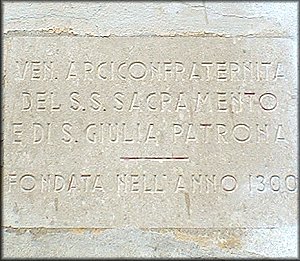 VEN. ARCICONFRATERNITA
DEL S.S. SACRAMENTO
E DI S. GIULIA PATRONA
FONDATA NELL'ANNO 1300